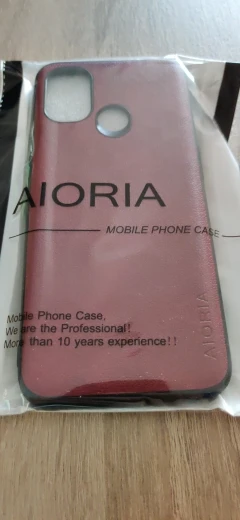 AIORIA
MOBILE PHONE CASE
AIORIA
Mobile Phone Case,
We are the Professional!
More than 10 years experience!!